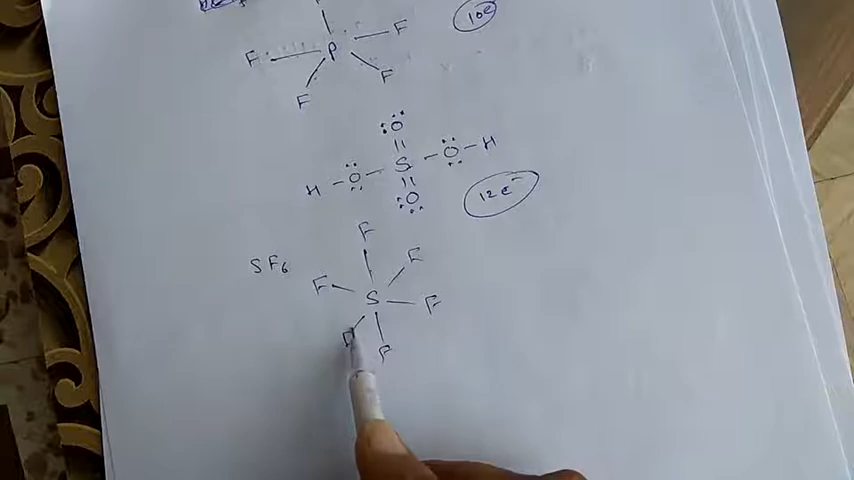 F P F 10e⁻
F F
:Ö:
||
H - Ö - S - Ö - H
||
:O: 12e⁻
F
SF₆ F F
S F
F F